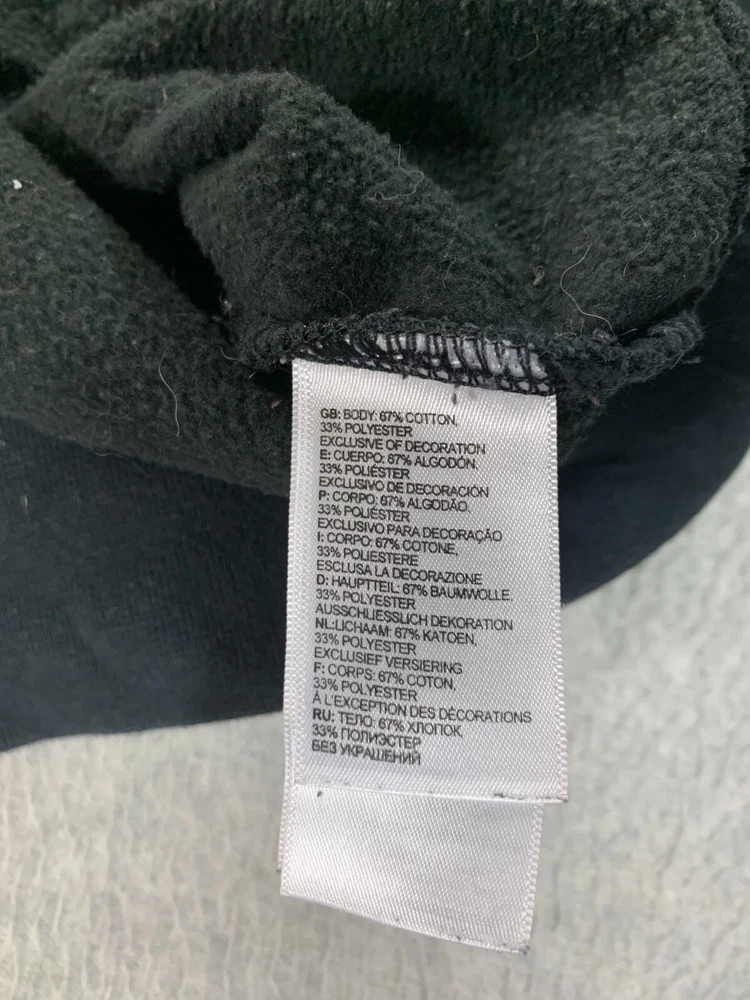 GB: BODY: 67% COTTON,
33% POLYESTER
EXCLUSIVE OF DECORATION
E: CUERPO: 67% ALGODÓN,
33% POLIÉSTER
EXCLUSIVO DE DECORACIÓN
P: CORPO: 67% ALGODÃO,
33% POLIÉSTER
EXCLUSIVO PARA DECORAÇÃO
I: CORPO: 67% COTONE,
33% POLIESTERE
ESCLUSA LA DECORAZIONE
D: HAUPTTEIL: 67% BAUMWOLLE,
33% POLYESTER
AUSSCHLIESSLICH DEKORATION
NL:LICHAAM: 67% KATOEN,
33% POLYESTER
EXCLUSIEF VERSIERING
F: CORPS: 67% COTON,
33% POLYESTER
À L'EXCEPTION DES DÉCORATIONS
RU: ТЕЛО: 67% ХЛОПОК,
33% ПОЛИЭСТЕР
БЕЗ УКРАШЕНИЙ